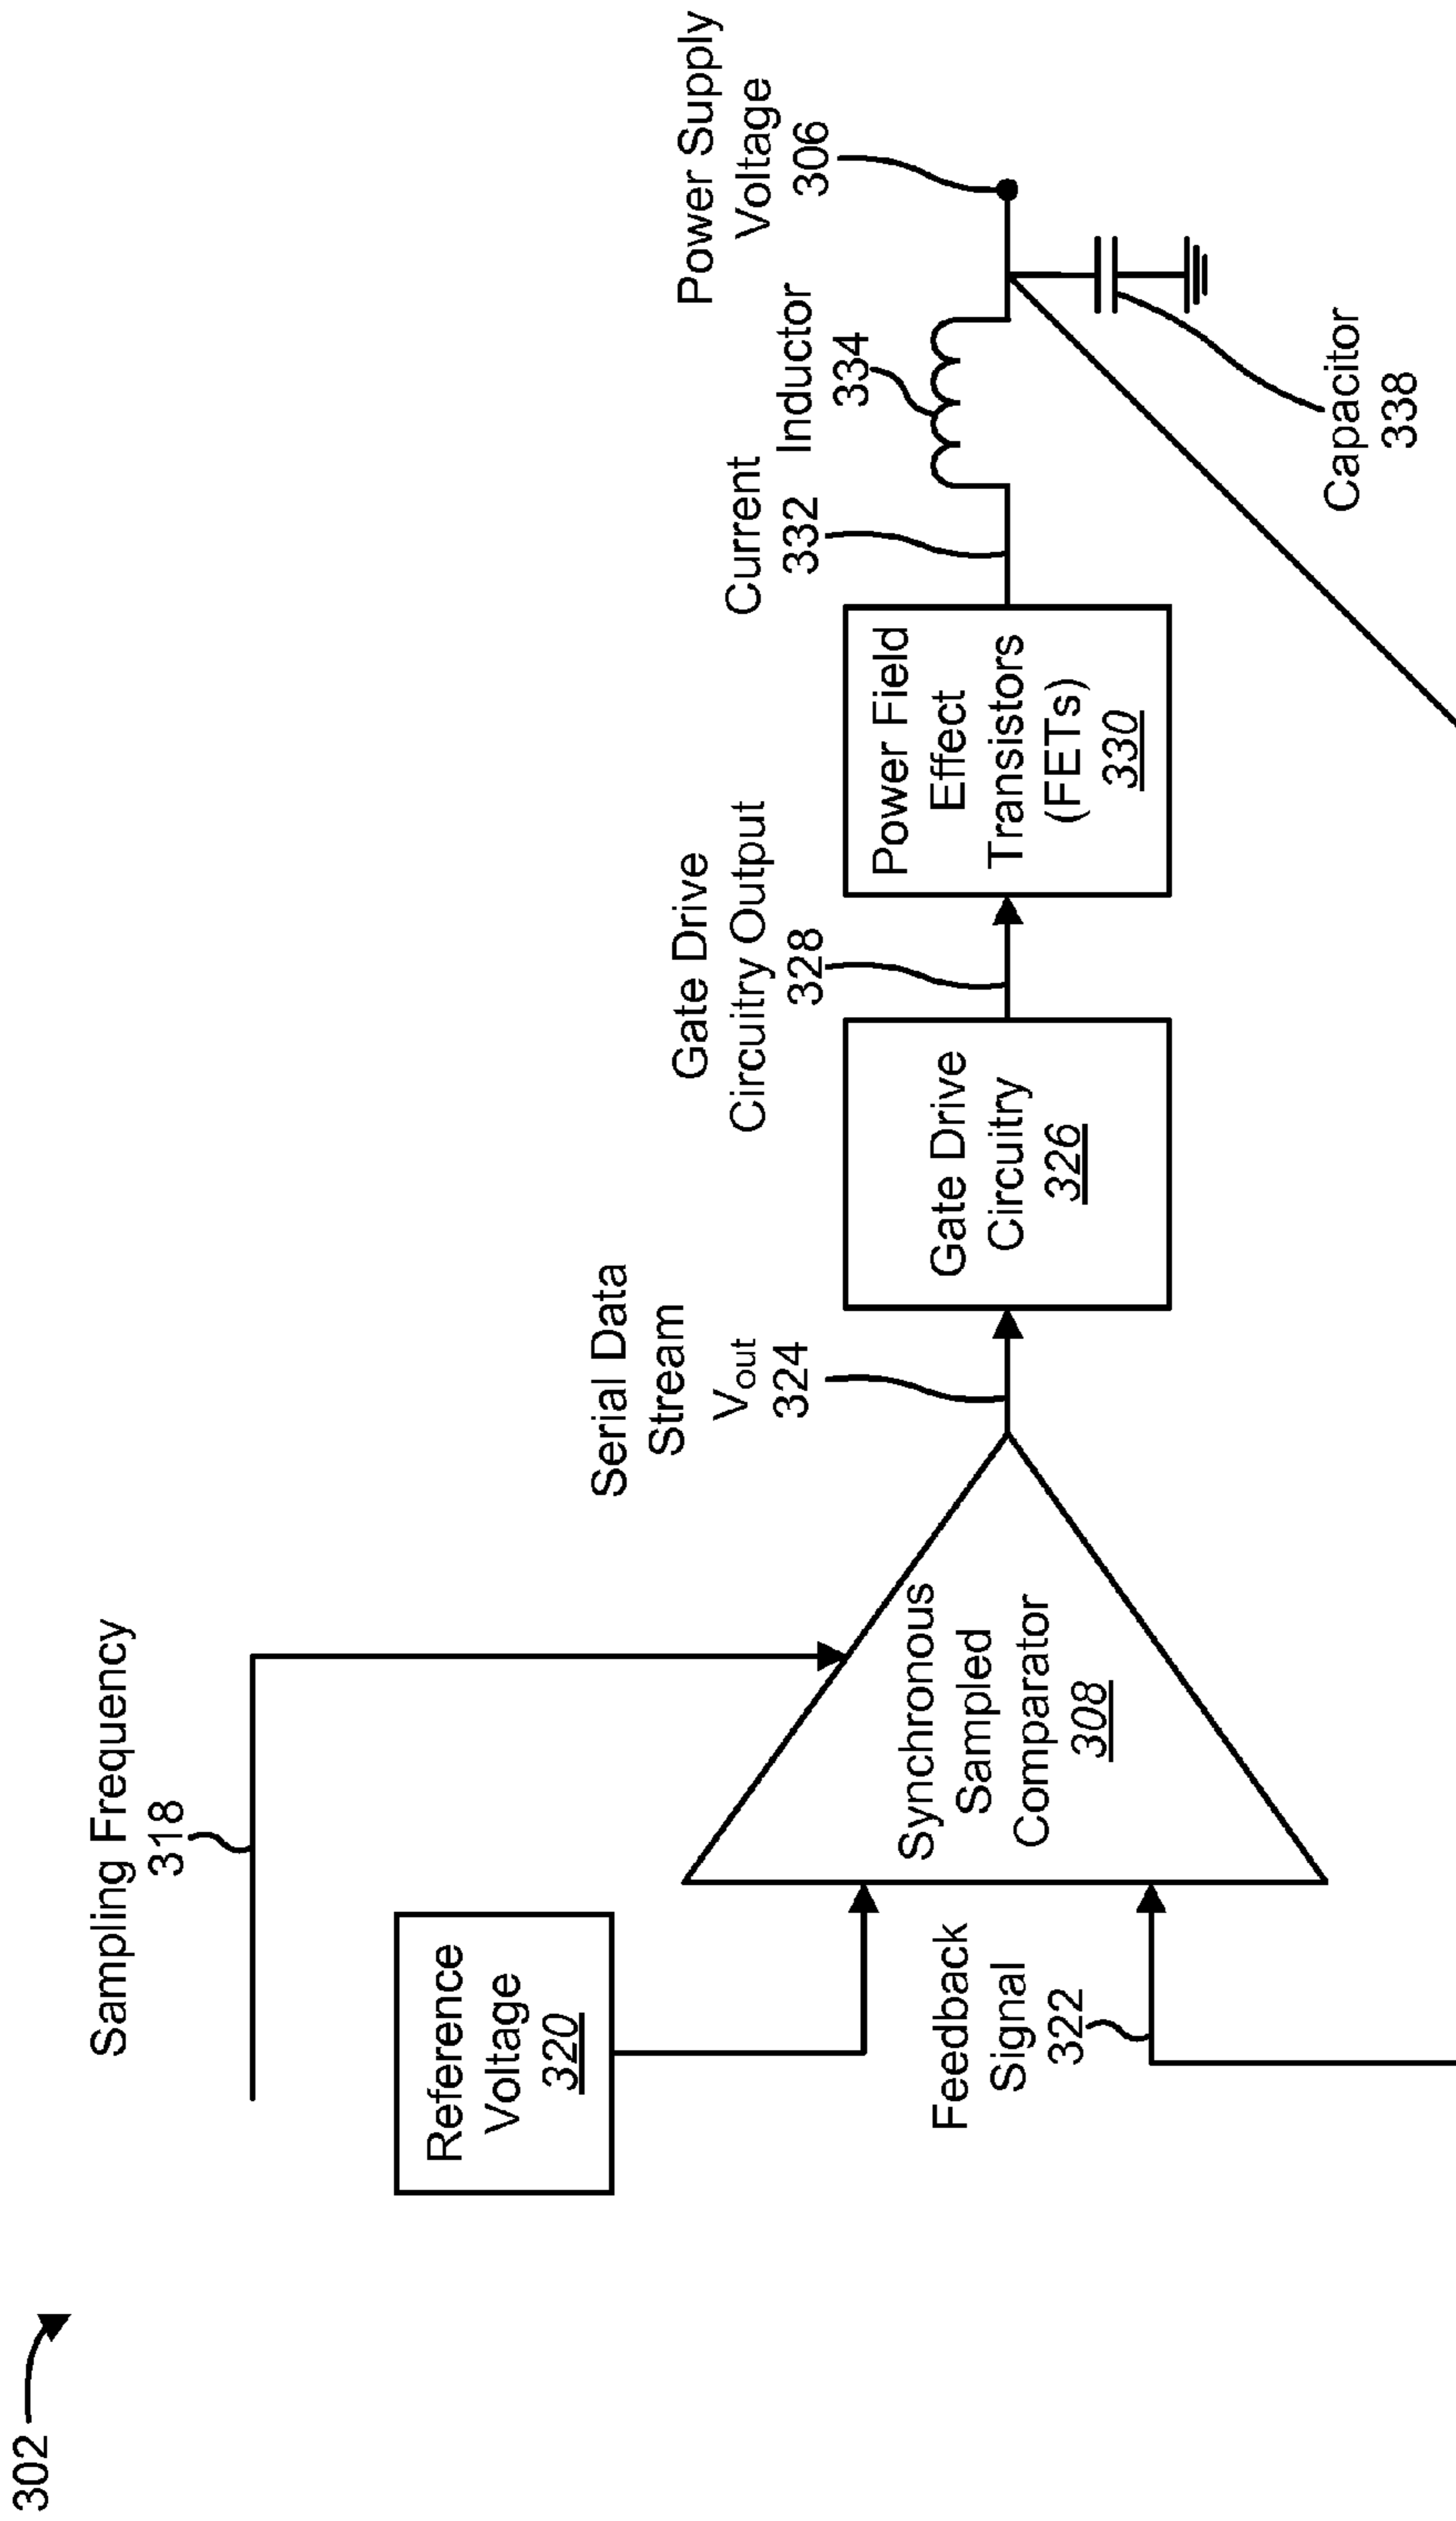 302
Sampling Frequency
318
Reference
Voltage
320
Feedback
Signal
322
Synchronous
Sampled
Comparator
308
Serial Data
Stream
Vout
324
Gate Drive
Circuitry
326
Gate Drive
Circuitry Output
328
Power Field
Effect
Transistors
(FETs)
330
Current
332
Inductor
334
Power Supply
Voltage
306
Capacitor
338